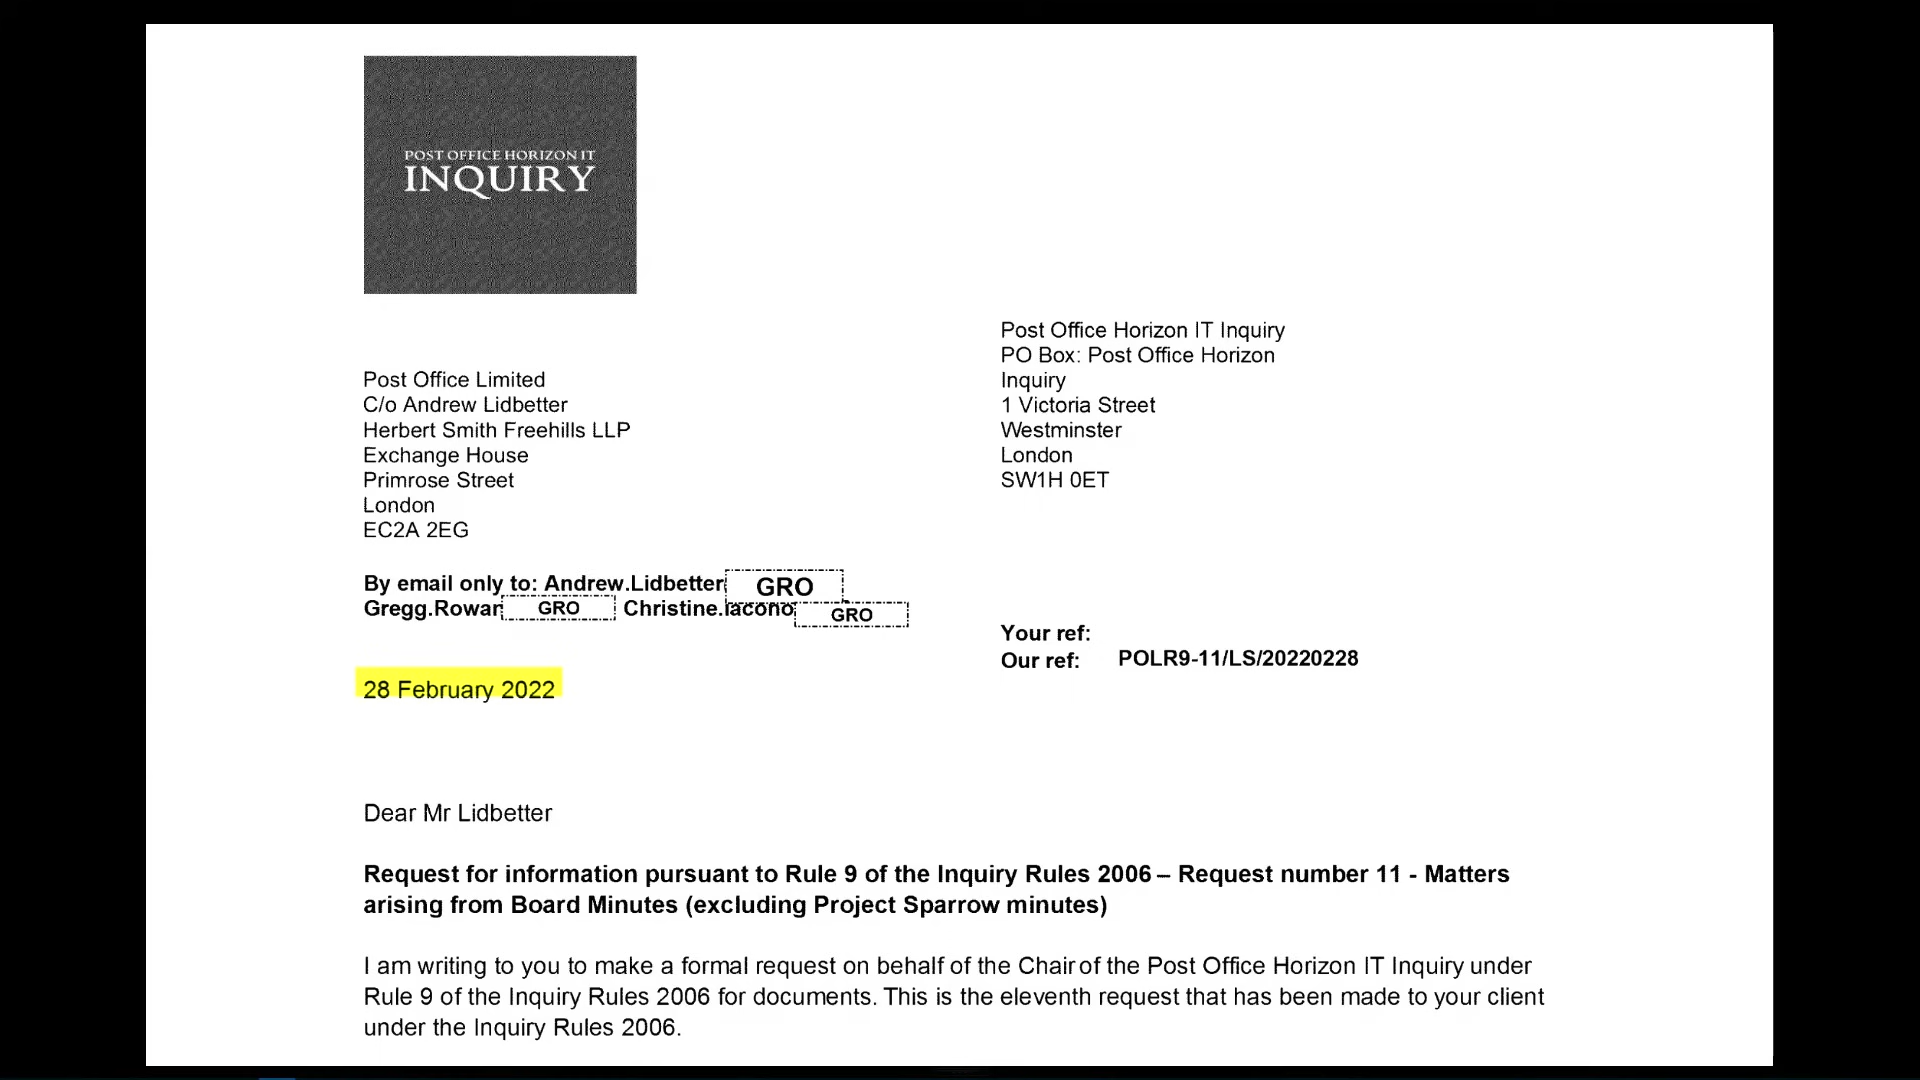 POST OFFICE HORIZON IT
INQUIRY
Post Office Horizon IT Inquiry
PO Box: Post Office Horizon
Inquiry
1 Victoria Street
Westminster
London
SW1H 0ET
Post Office Limited
C/o Andrew Lidbetter
Herbert Smith Freehills LLP
Exchange House
Primrose Street
London
EC2A 2EG
By email only to: Andrew.Lidbetter GRO
Gregg.Rowan GRO Christine.Iacono GRO
Your ref:
Our ref: POLR9-11/LS/20220228
28 February 2022
Dear Mr Lidbetter
Request for information pursuant to Rule 9 of the Inquiry Rules 2006 – Request number 11 - Matters
arising from Board Minutes (excluding Project Sparrow minutes)
I am writing to you to make a formal request on behalf of the Chair of the Post Office Horizon IT Inquiry under
Rule 9 of the Inquiry Rules 2006 for documents. This is the eleventh request that has been made to your client
under the Inquiry Rules 2006.